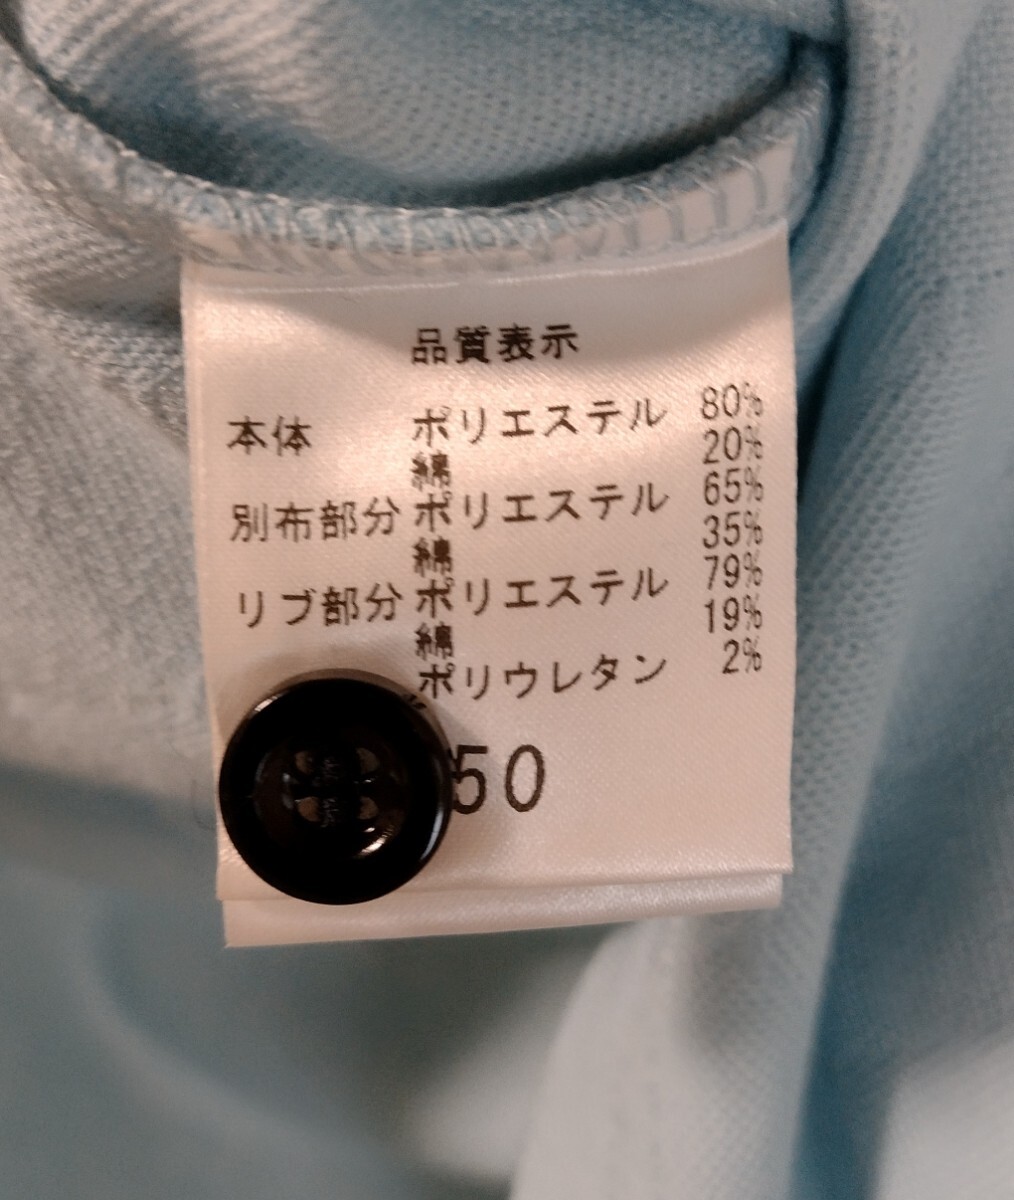 品質表示
本体 ポリエステル 80%
綿 20%
別布部分 ポリエステル 65%
綿 35%
リブ部分 ポリエステル 79%
綿 19%
ポリウレタン 2%
50